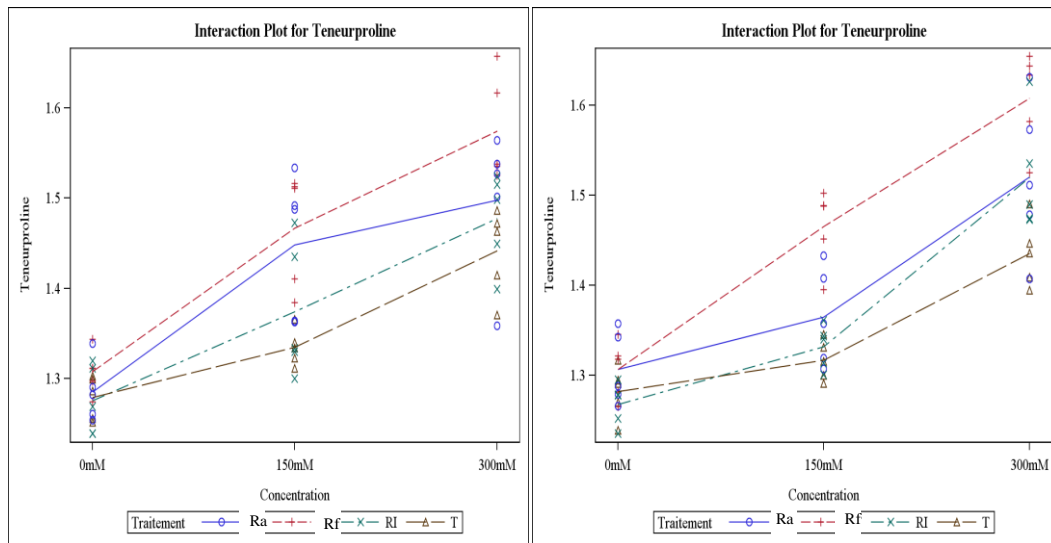 Interaction Plot for Teneurproline
1.6
1.5
1.4
1.3
Teneurproline
0mM 150mM 300mM
Concentration
Traitement Ra Rf RI T
Interaction Plot for Teneurproline
1.6
1.5
1.4
1.3
Teneurproline
0mM 150mM 300mM
Concentration
Traitement Ra Rf RI T